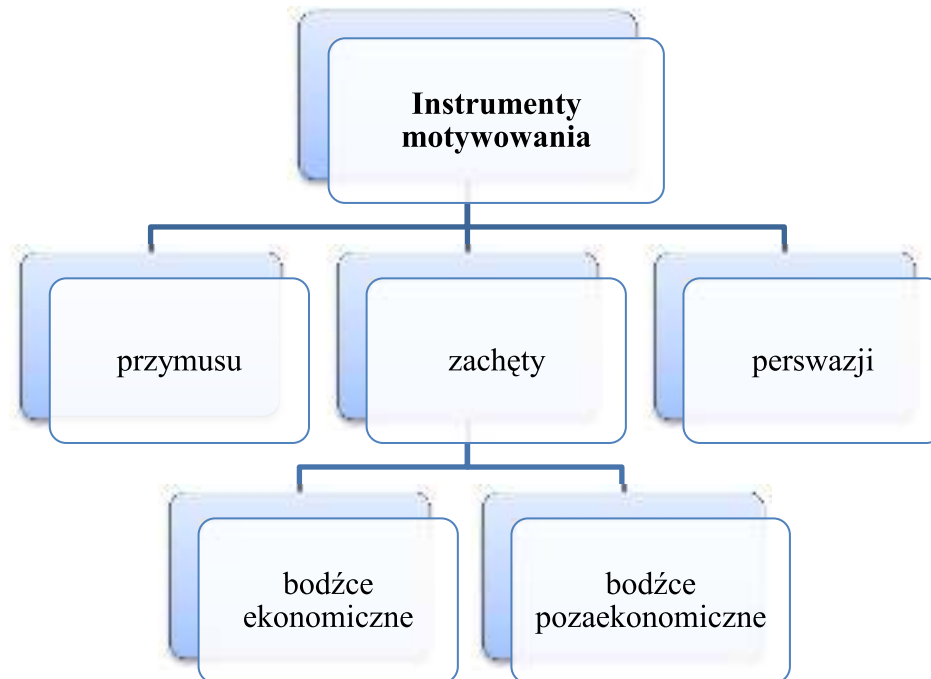 Instrumenty
motywowania
przymusu
zachęty
perswazji
bodźce
ekonomiczne
bodźce
pozaekonomiczne